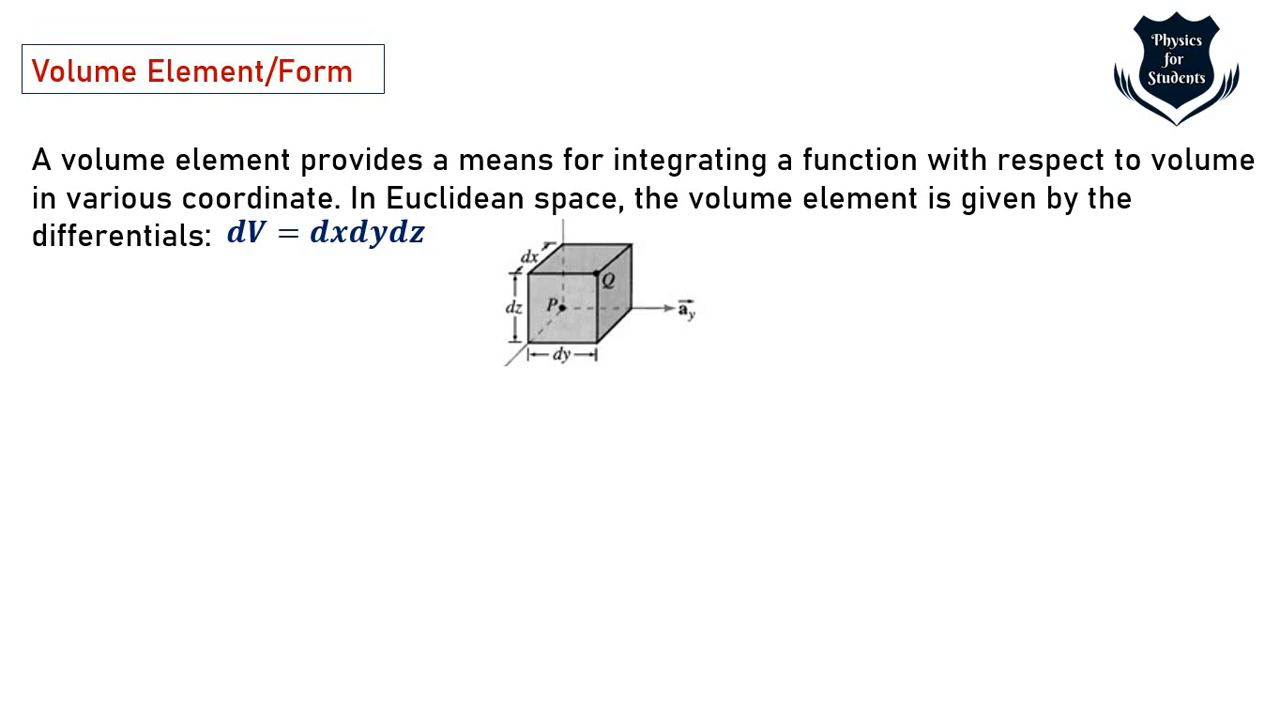 Physics
for
Students
Volume Element/Form
A volume element provides a means for integrating a function with respect to volume
in various coordinate. In Euclidean space, the volume element is given by the
differentials: dV = dxdydz
dx
Q
dz
P
a⃗y
dy